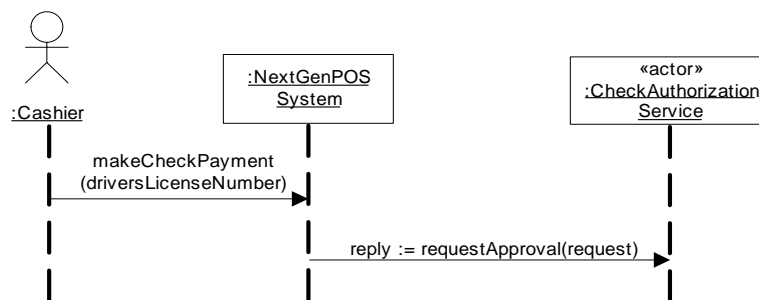 :Cashier
:NextGenPOS
System
«actor»
:CheckAuthorization
Service
makeCheckPayment
(driversLicenseNumber)
reply := requestApproval(request)